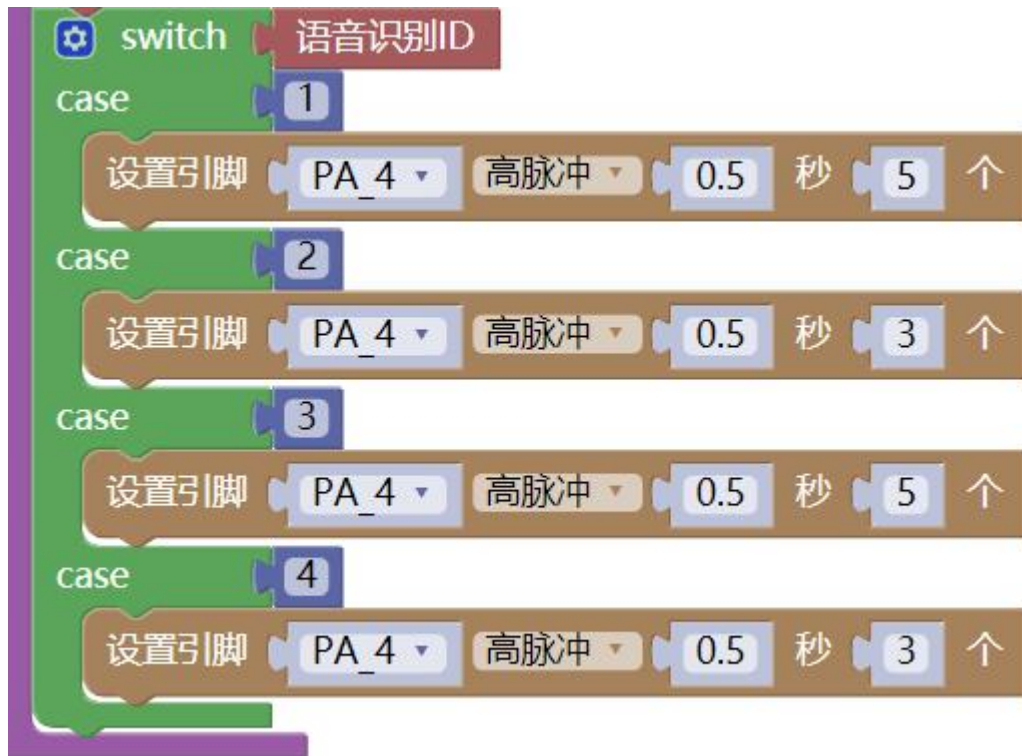 switch 语音识别ID
case 1
设置引脚 PA_4 高脉冲 0.5 秒 5 个
case 2
设置引脚 PA_4 高脉冲 0.5 秒 3 个
case 3
设置引脚 PA_4 高脉冲 0.5 秒 5 个
case 4
设置引脚 PA_4 高脉冲 0.5 秒 3 个